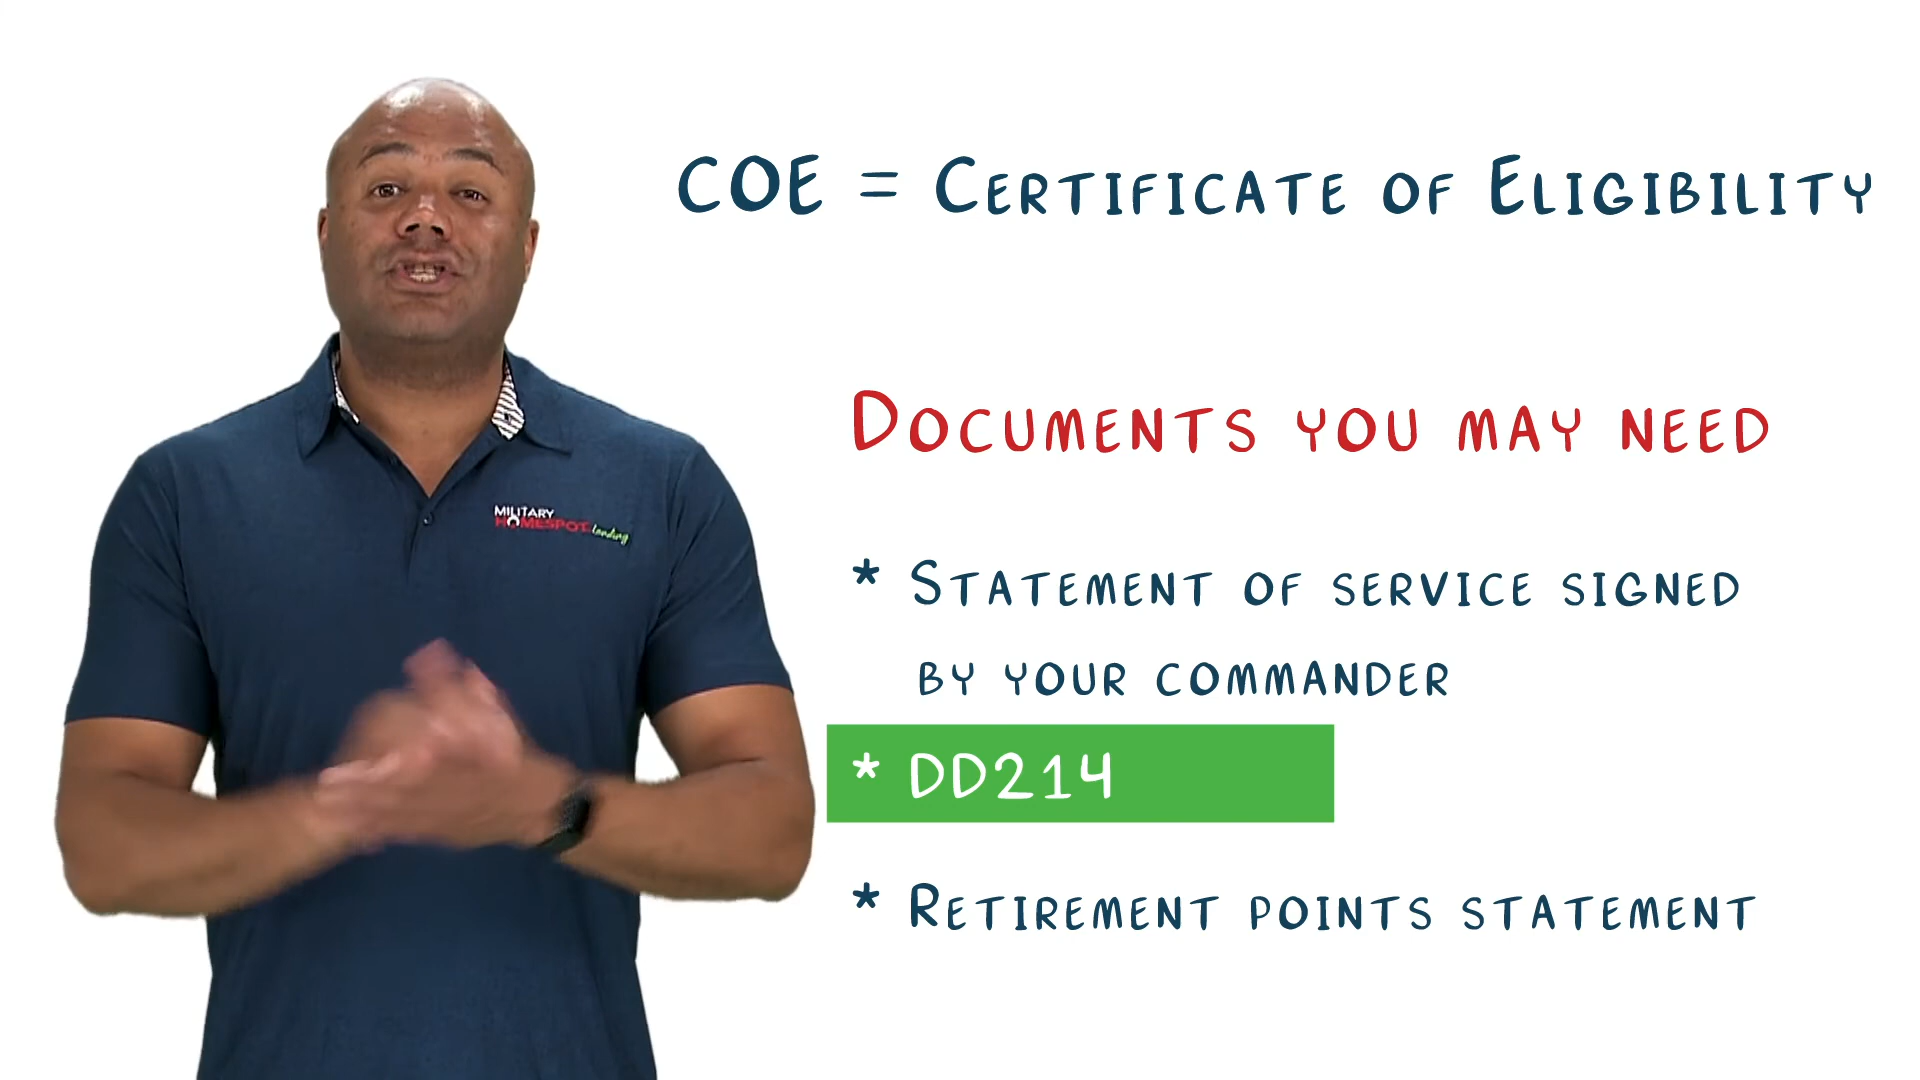 COE = Certificate of Eligibility
Documents you may need
* Statement of service signed
by your commander
* DD214
* Retirement points statement
MILITARY
HOMESPOT lending